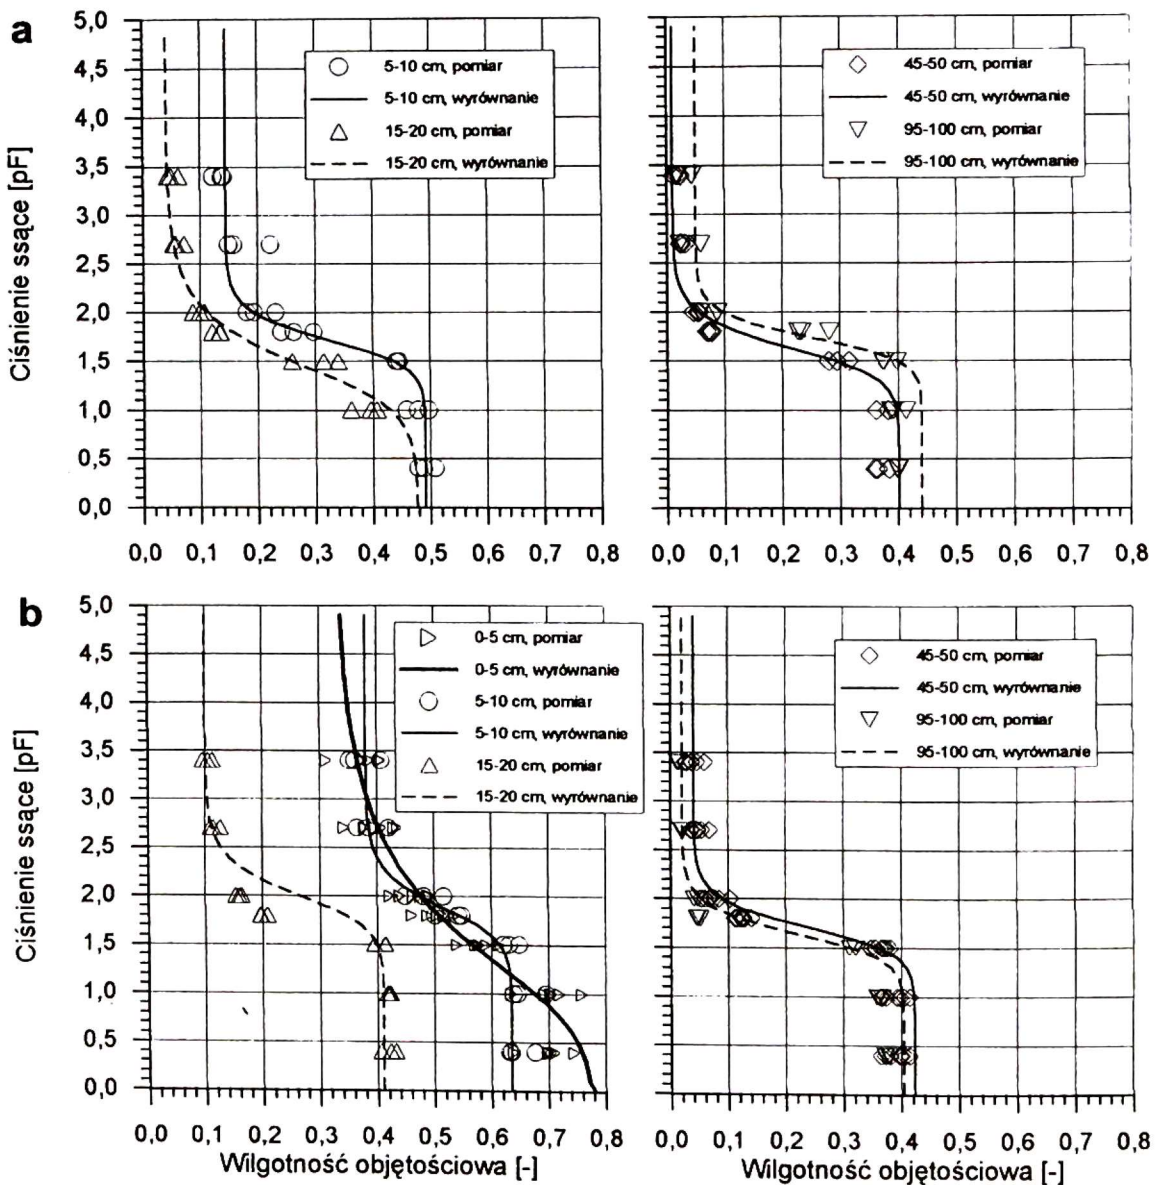 a
5,0
4,5
4,0
3,5
3,0
2,5
2,0
1,5
1,0
0,5
0,0
Ciśnienie ssące [pF]
5-10 cm, pomiar
5-10 cm, wyrównanie
15-20 cm, pomiar
15-20 cm, wyrównanie
0,0 0,1 0,2 0,3 0,4 0,5 0,6 0,7 0,8
45-50 cm, pomiar
45-50 cm, wyrównanie
95-100 cm, pomiar
95-100 cm, wyrównanie
0,0 0,1 0,2 0,3 0,4 0,5 0,6 0,7 0,8
b
5,0
4,5
4,0
3,5
3,0
2,5
2,0
1,5
1,0
0,5
0,0
Ciśnienie ssące [pF]
0-5 cm, pomiar
0-5 cm, wyrównanie
5-10 cm, pomiar
5-10 cm, wyrównanie
15-20 cm, pomiar
15-20 cm, wyrównanie
0,0 0,1 0,2 0,3 0,4 0,5 0,6 0,7 0,8
Wilgotność objętościowa [-]
45-50 cm, pomiar
45-50 cm, wyrównanie
95-100 cm, pomiar
95-100 cm, wyrównanie
0,0 0,1 0,2 0,3 0,4 0,5 0,6 0,7 0,8
Wilgotność objętościowa [-]